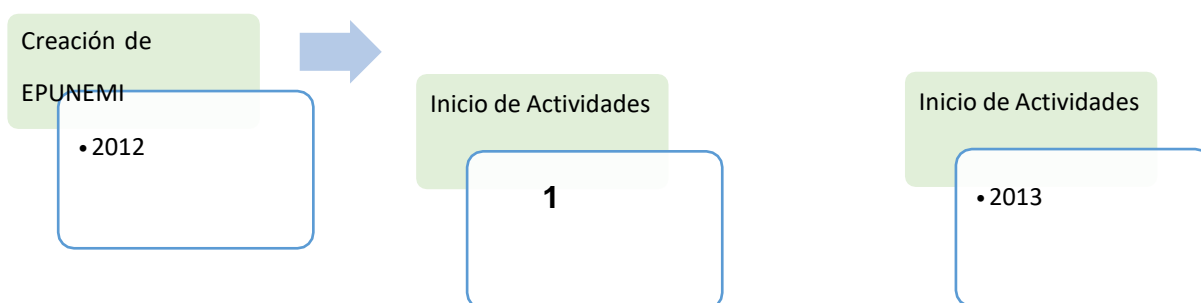 Creación de
EPUNEMI
• 2012
Inicio de Actividades
1
Inicio de Actividades
• 2013